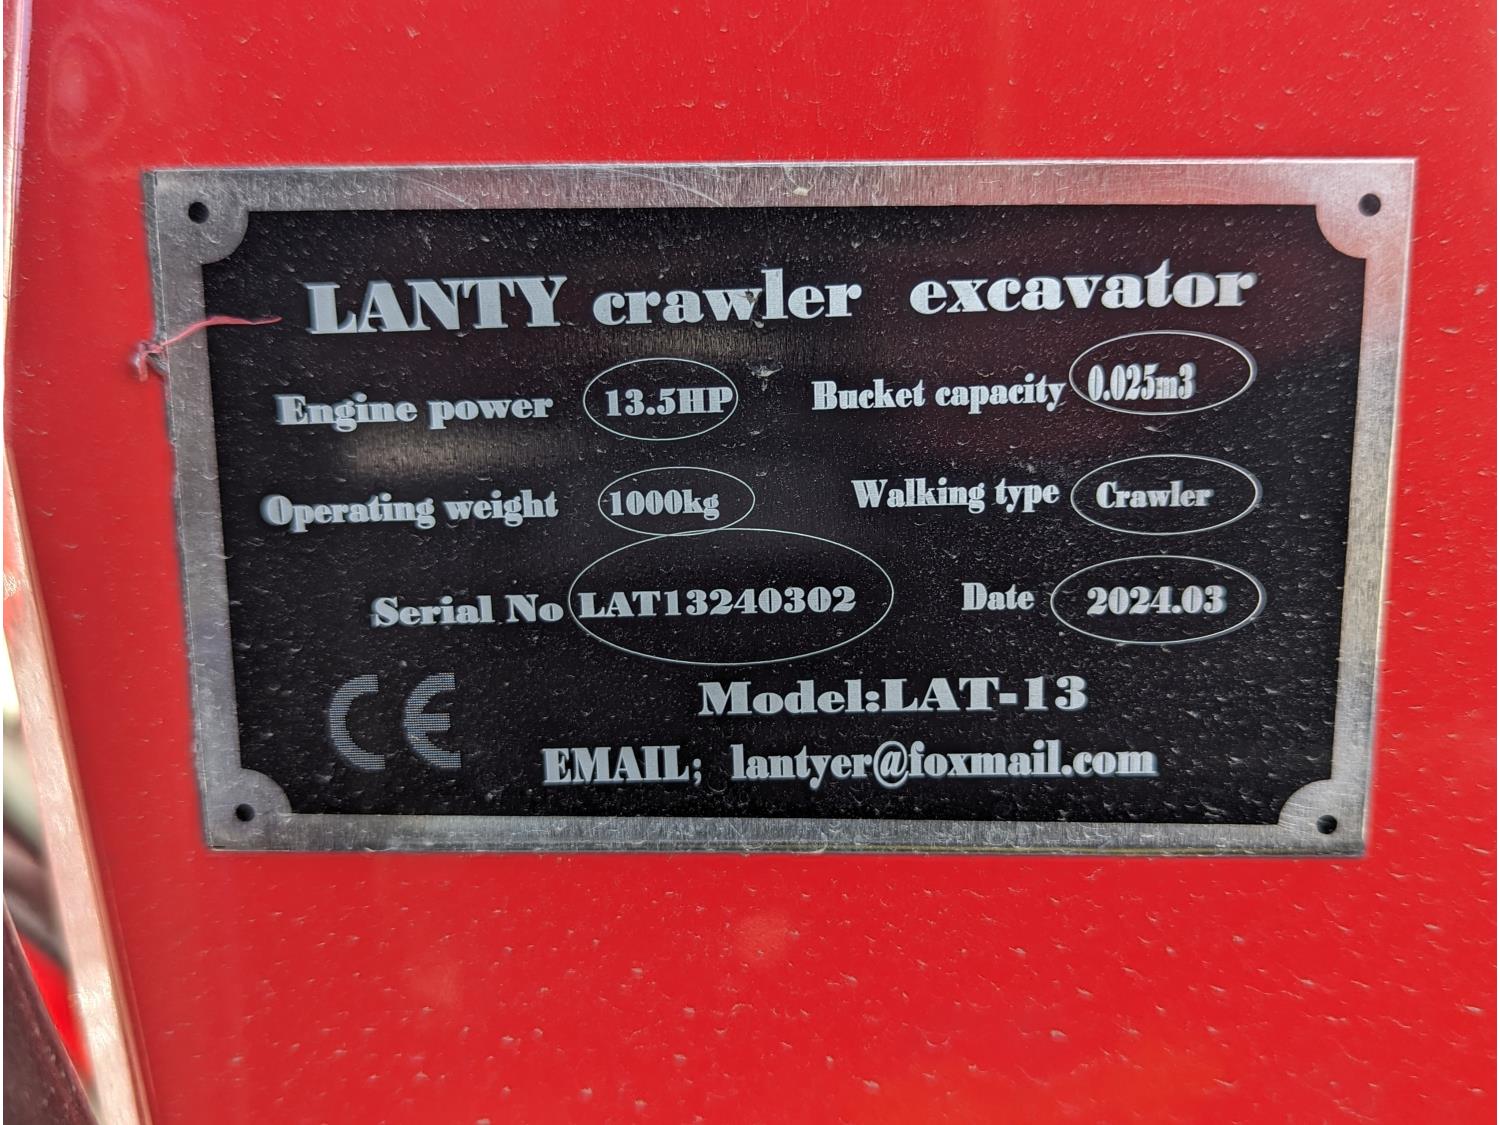 LANTY crawler excavator
Engine power 13.5HP Bucket capacity 0.025m3
Operating weight 1000kg Walking type Crawler
Serial No LAT13240302 Date 2024.03
CE Model:LAT-13
EMAIL; lantyer@foxmail.com